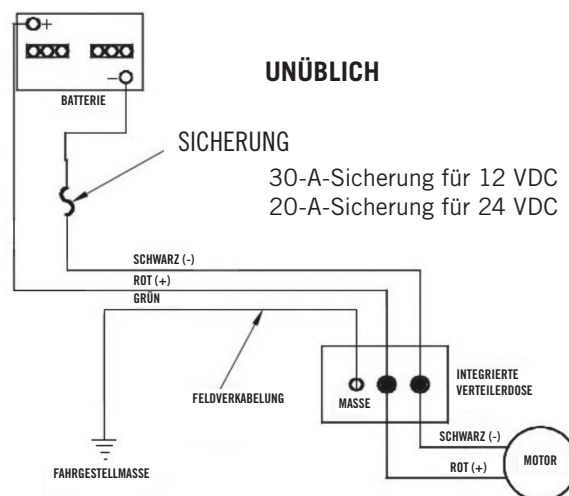 +
−
BATTERIE
UNÜBLICH
SICHERUNG
30-A-Sicherung für 12 VDC
20-A-Sicherung für 24 VDC
SCHWARZ (-)
ROT (+)
GRÜN
FELDVERKABELUNG
MASSE
INTEGRIERTE
VERTEILERDOSE
FAHRGESTELLMASSE
SCHWARZ (-)
ROT (+)
MOTOR